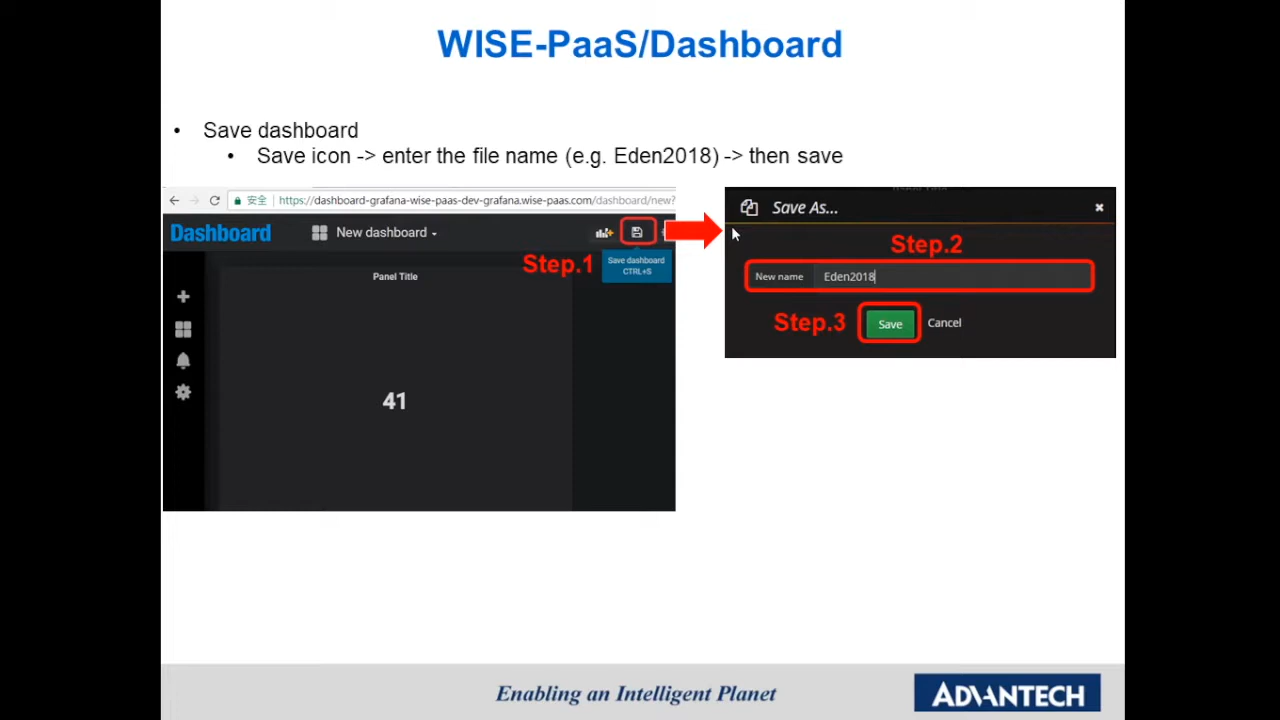 WISE-PaaS/Dashboard
• Save dashboard
• Save icon -> enter the file name (e.g. Eden2018) -> then save
安全 https://dashboard-grafana-wise-paas-dev-grafana.wise-paas.com/dashboard/new?
Dashboard New dashboard
Step.1
Save dashboard
CTRL+S
Panel Title
41
Save As...
Step.2
New name Eden2018
Step.3 Save Cancel
Enabling an Intelligent Planet
ADVANTECH